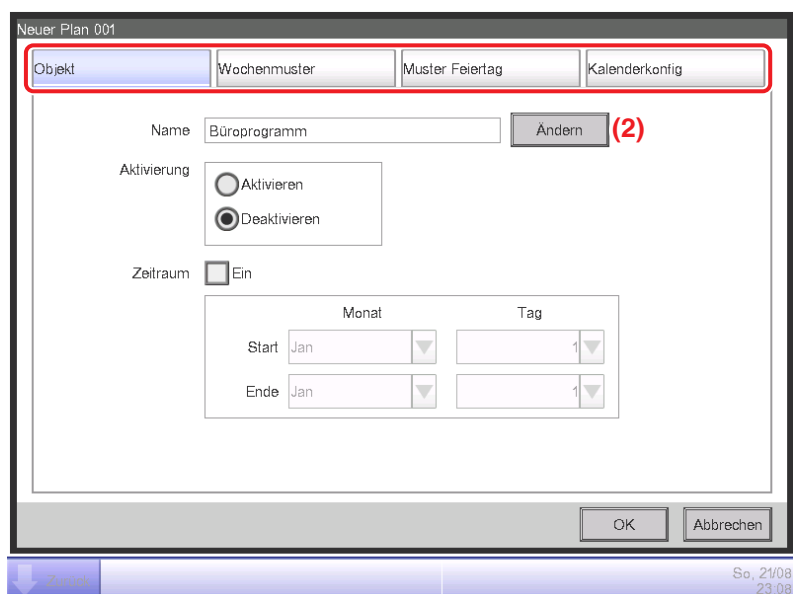 Neuer Plan 001
Objekt Wochenmuster Muster Feiertag Kalenderkonfig
Name Büroprogramm Ändern (2)
Aktivierung
Aktivieren
Deaktivieren
Zeitraum Ein
Monat Tag
Start Jan 1
Ende Jan 1
OK Abbrechen
Zurück
So, 21/08
23:08